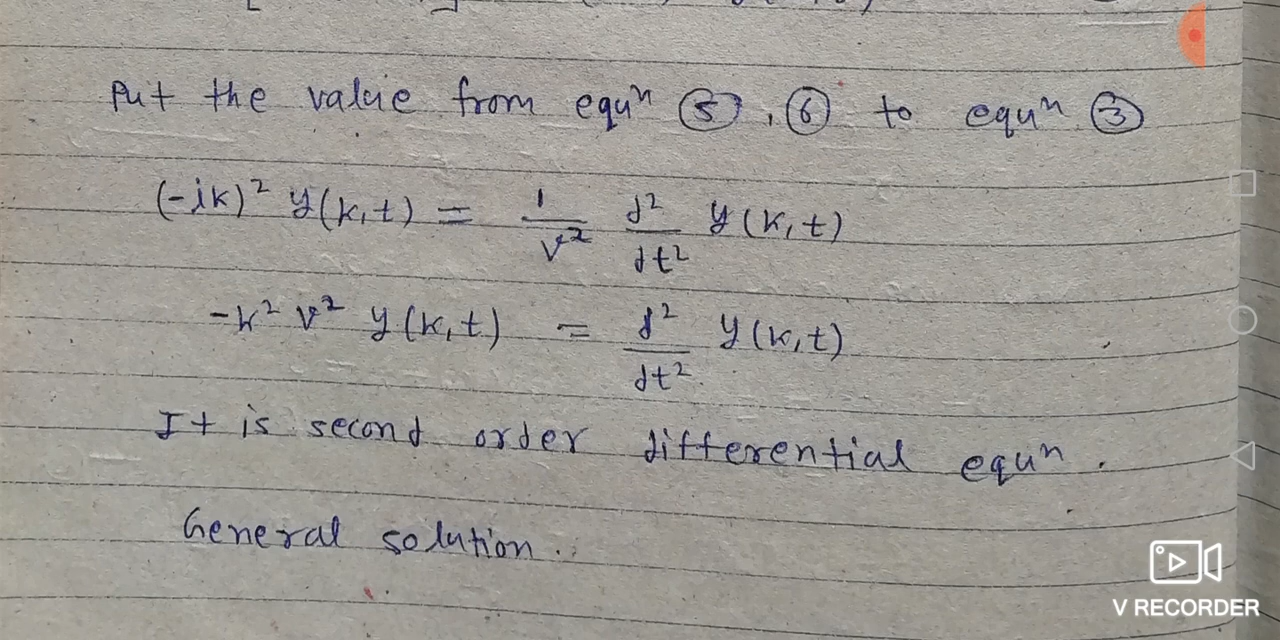 Put the value from equⁿ ⑤, ⑥ to equⁿ ③
(-ik)² y(k,t) = 1/v² d²/dt² y(k,t)
-k² v² y(k,t) = d²/dt² y(k,t)
It is second order differential equⁿ.
General solution..
V RECORDER